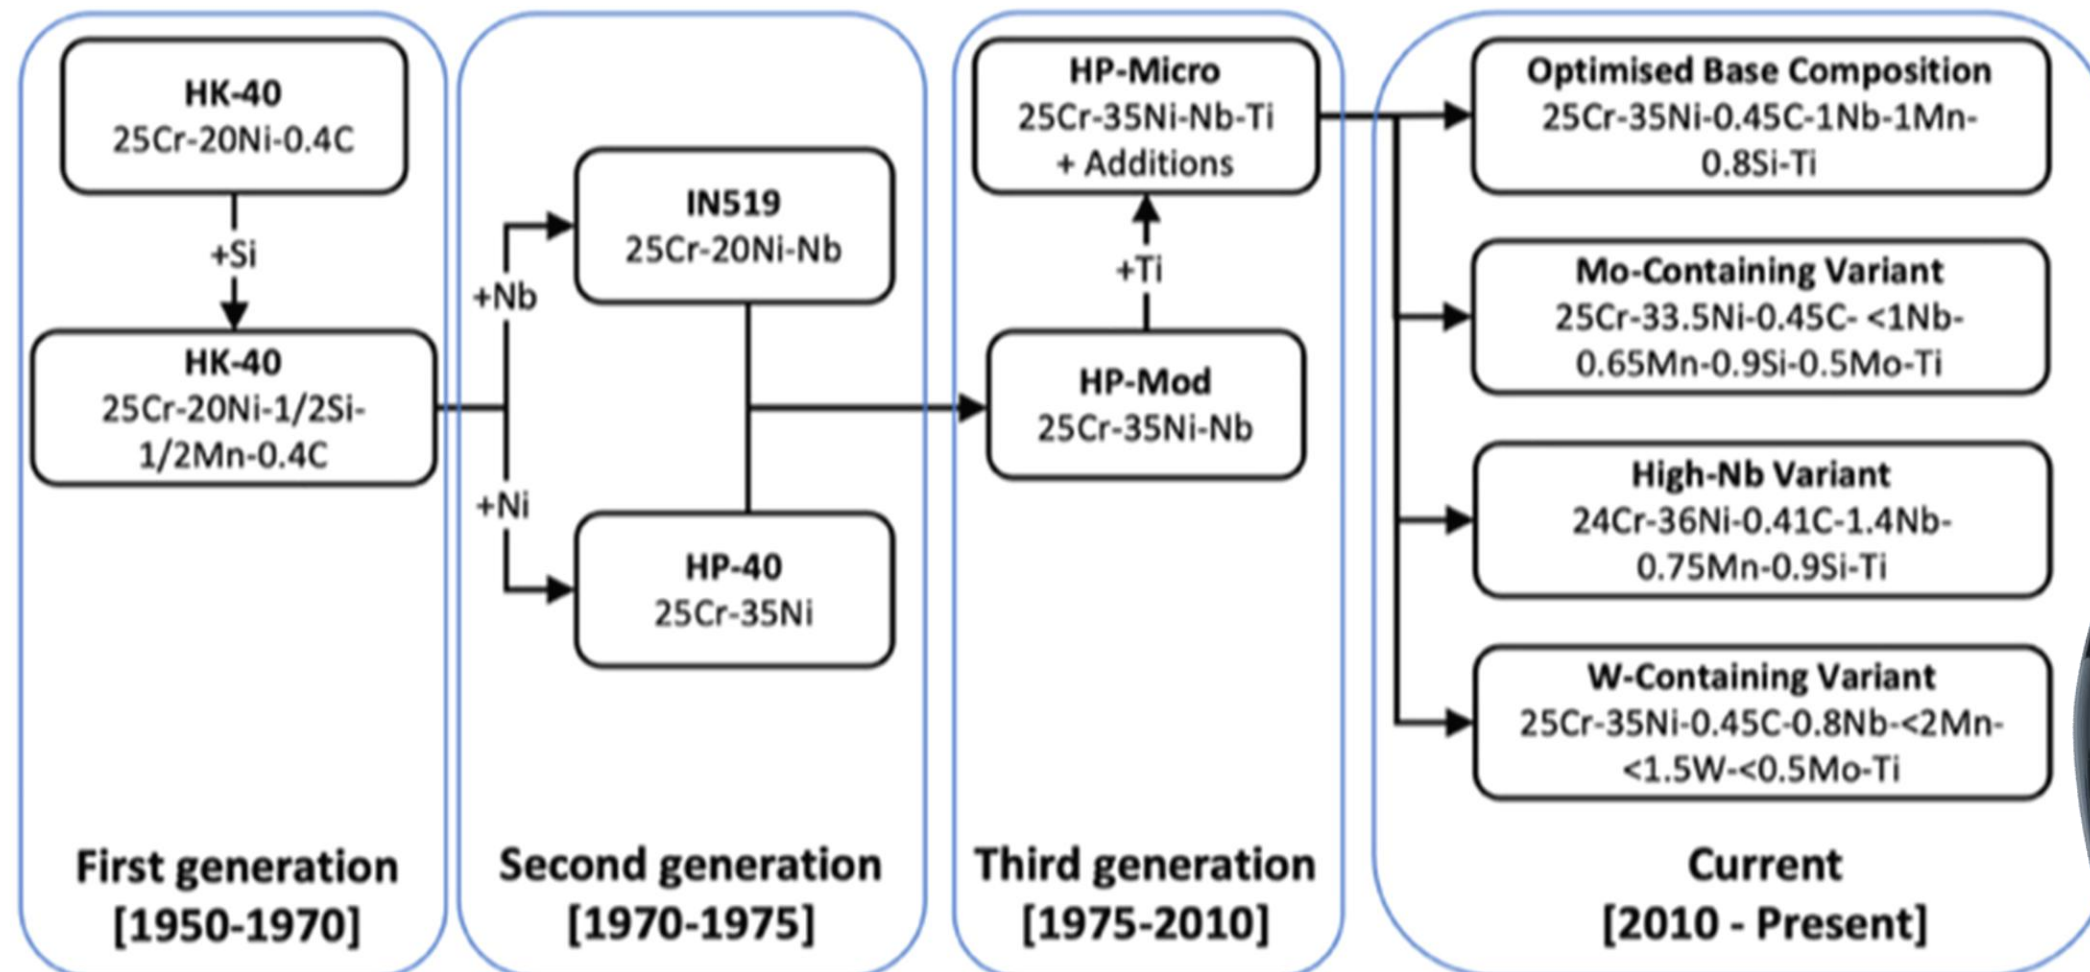 HK-40
25Cr-20Ni-0.4C
+Si
HK-40
25Cr-20Ni-1/2Si-
1/2Mn-0.4C
First generation
[1950-1970]
+Nb
+Ni
IN519
25Cr-20Ni-Nb
HP-40
25Cr-35Ni
Second generation
[1970-1975]
HP-Micro
25Cr-35Ni-Nb-Ti
+ Additions
+Ti
HP-Mod
25Cr-35Ni-Nb
Third generation
[1975-2010]
Optimised Base Composition
25Cr-35Ni-0.45C-1Nb-1Mn-
0.8Si-Ti
Mo-Containing Variant
25Cr-33.5Ni-0.45C- <1Nb-
0.65Mn-0.9Si-0.5Mo-Ti
High-Nb Variant
24Cr-36Ni-0.41C-1.4Nb-
0.75Mn-0.9Si-Ti
W-Containing Variant
25Cr-35Ni-0.45C-0.8Nb-<2Mn-
<1.5W-<0.5Mo-Ti
Current
[2010 - Present]